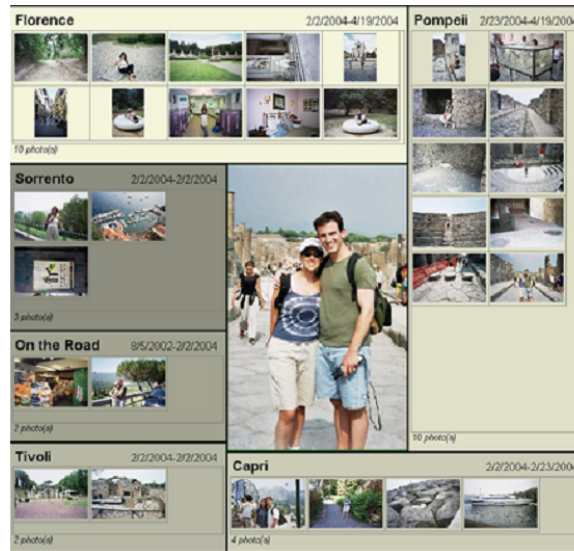 Florence 2/2/2004-4/19/2004
10 photo(s)
Pompeii 2/23/2004-4/19/2004
10 photo(s)
Sorrento 2/2/2004-2/2/2004
3 photo(s)
On the Road 8/5/2002-2/2/2004
2 photo(s)
Tivoli 2/2/2004-2/2/2004
2 photo(s)
Capri 2/2/2004-2/23/2004
4 photo(s)